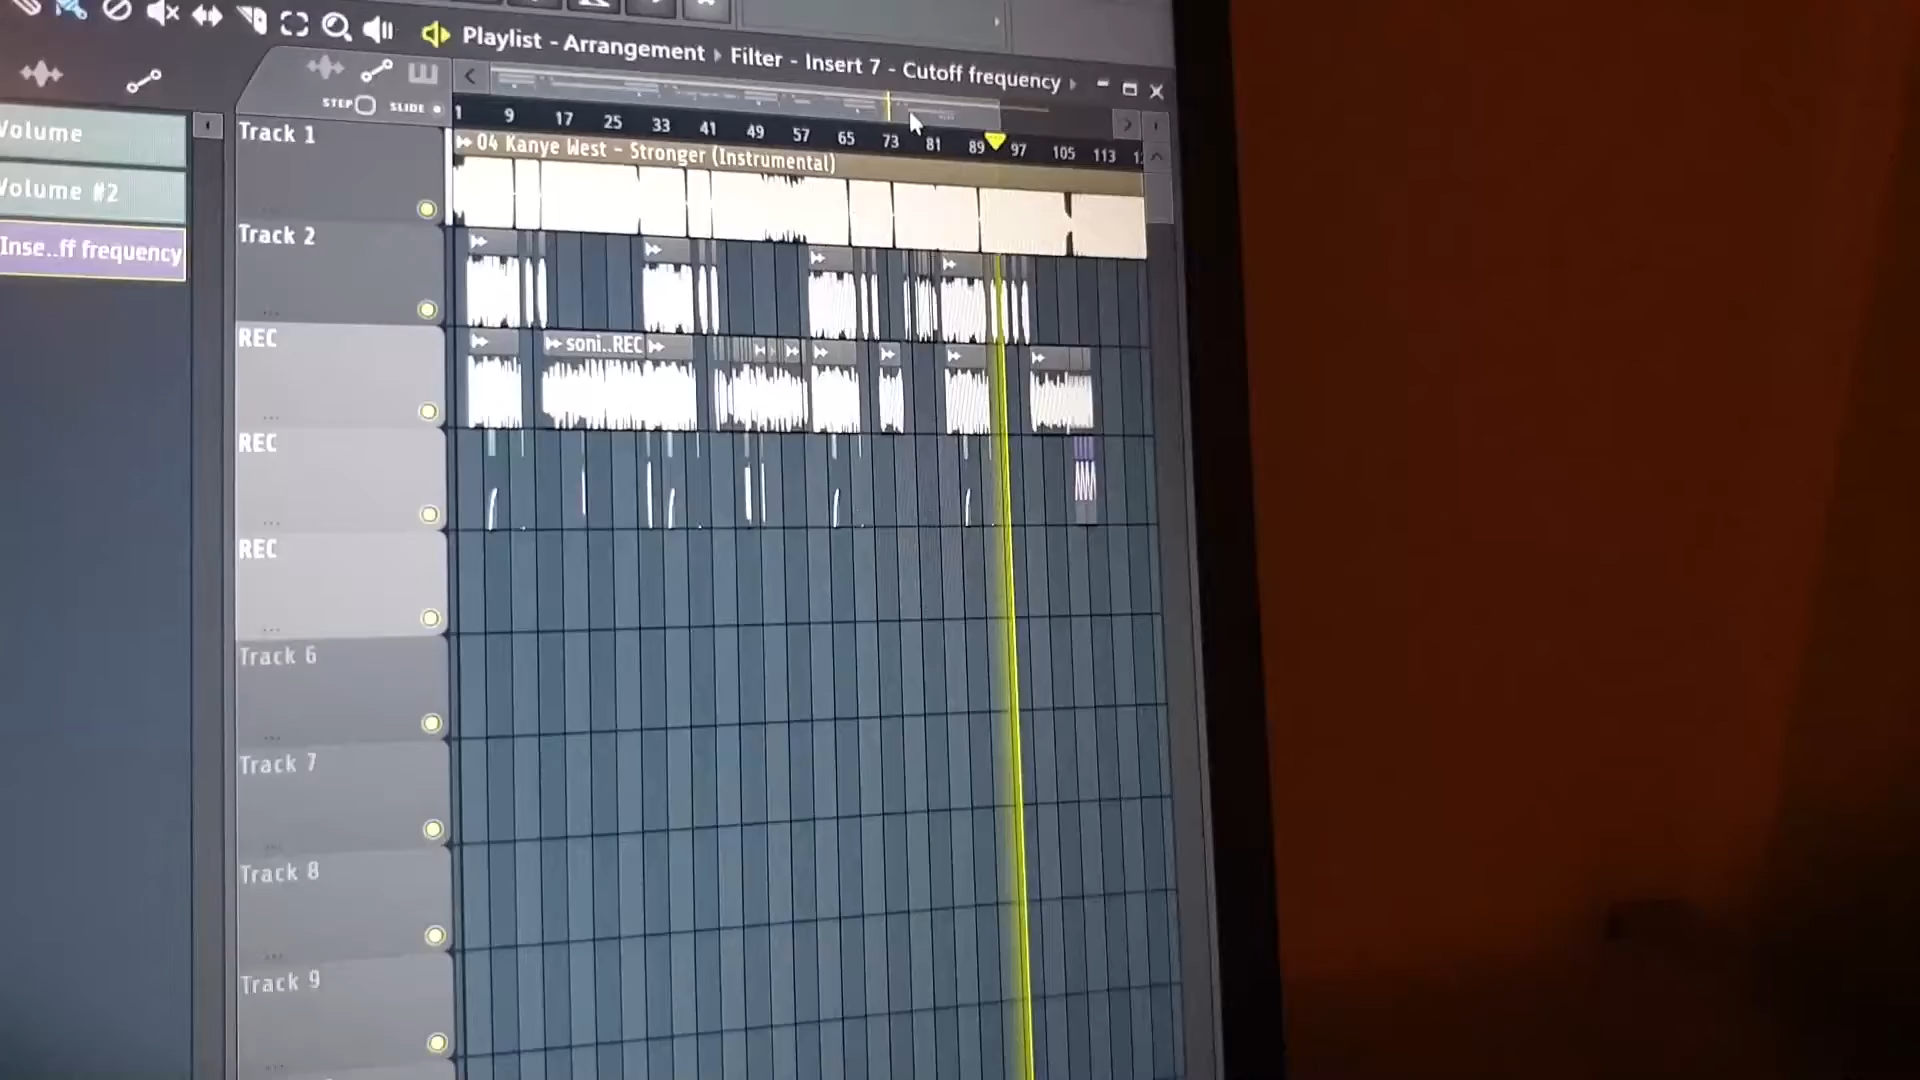 Playlist - Arrangement ▸ Filter - Insert 7 - Cutoff frequency ▸
STEP SLIDE
Volume
Volume #2
Inse..ff frequency
1 9 17 25 33 41 49 57 65 73 81 89 97 105 113
Track 1
04 Kanye West - Stronger (Instrumental)
Track 2
REC
soni..REC
REC
REC
Track 6
Track 7
Track 8
Track 9